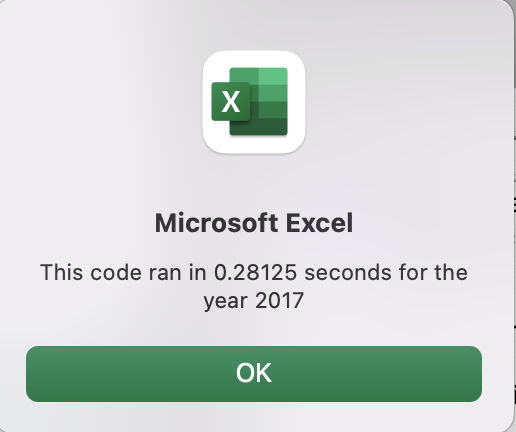 X
Microsoft Excel
This code ran in 0.28125 seconds for the
year 2017
OK